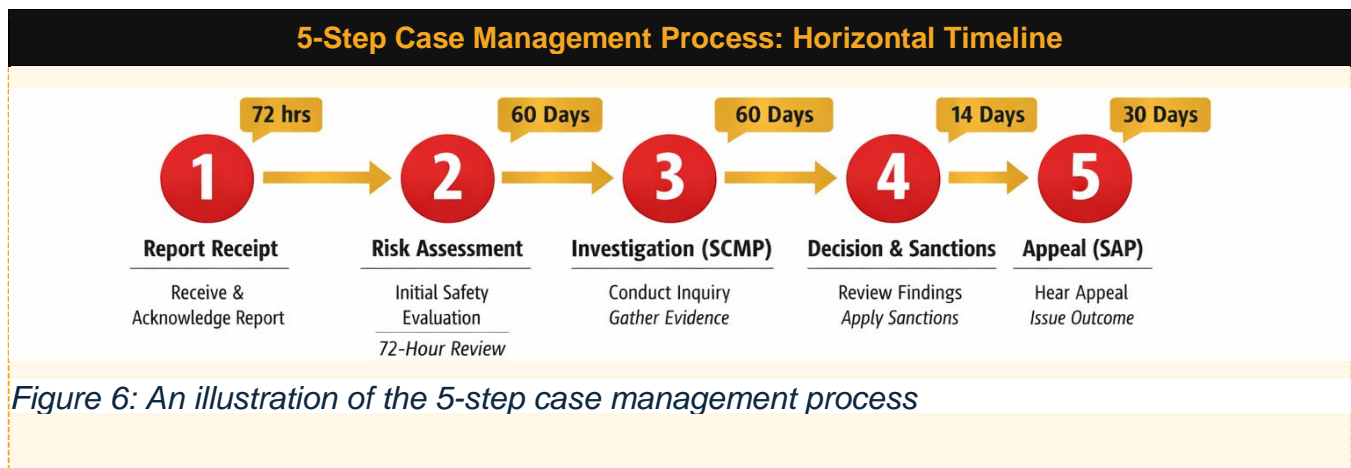 5-Step Case Management Process: Horizontal Timeline
72 hrs
60 Days
60 Days
14 Days
30 Days
1
2
3
4
5
Report Receipt
Risk Assessment
Investigation (SCMP)
Decision & Sanctions
Appeal (SAP)
Receive &
Acknowledge Report
Initial Safety
Evaluation
72-Hour Review
Conduct Inquiry
Gather Evidence
Review Findings
Apply Sanctions
Hear Appeal
Issue Outcome
Figure 6: An illustration of the 5-step case management process